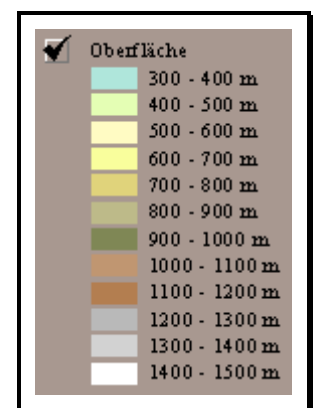 Oberfläche
300 - 400 m
400 - 500 m
500 - 600 m
600 - 700 m
700 - 800 m
800 - 900 m
900 - 1000 m
1000 - 1100 m
1100 - 1200 m
1200 - 1300 m
1300 - 1400 m
1400 - 1500 m